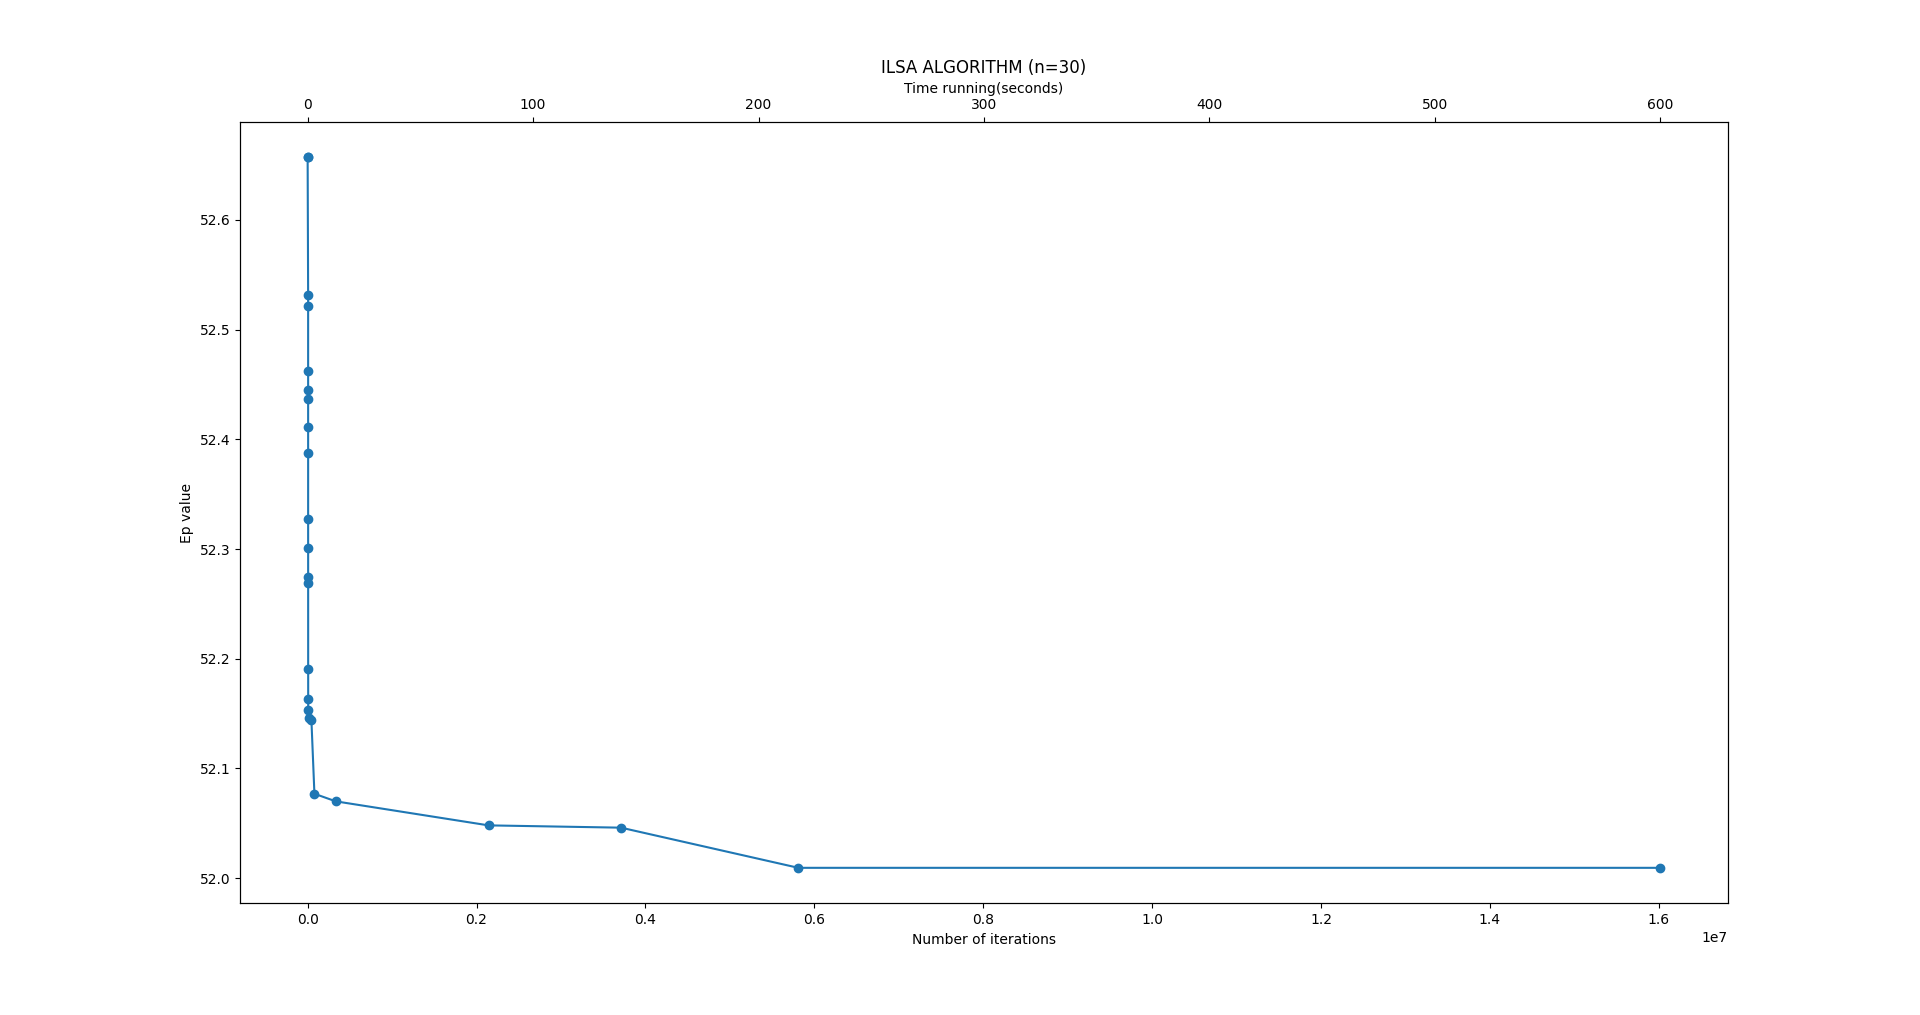 ILSA ALGORITHM (n=30)
Time running(seconds)
0 100 200 300 400 500 600
52.6
52.5
52.4
52.3
52.2
52.1
52.0
Ep value
0.0 0.2 0.4 0.6 0.8 1.0 1.2 1.4 1.6
1e7
Number of iterations